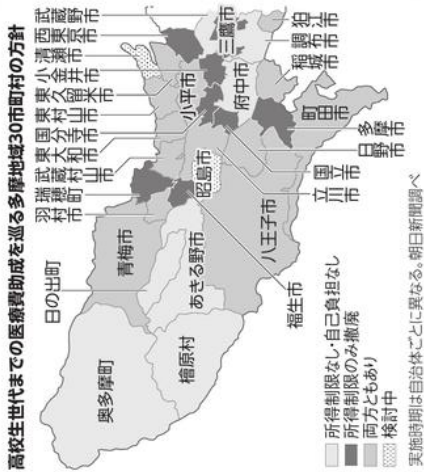 高校生世代までの医療費助成を巡る多摩地域30市町村の方針
武蔵野市
西東京市
清瀬市
小金井市
東久留米市
東村山市
国分寺市
東大和市
武蔵村山市
瑞穂町
羽村市
日の出町
三鷹市
狛江市
調布市
稲城市
小平市
府中市
町田市
多摩市
日野市
国立市
立川市
昭島市
八王子市
福生市
青梅市
あきる野市
奥多摩町
檜原村
所得制限なし・自己負担なし
所得制限のみ撤廃
両方ともあり
検討中
実施時期は自治体ごとに異なる。朝日新聞調べ